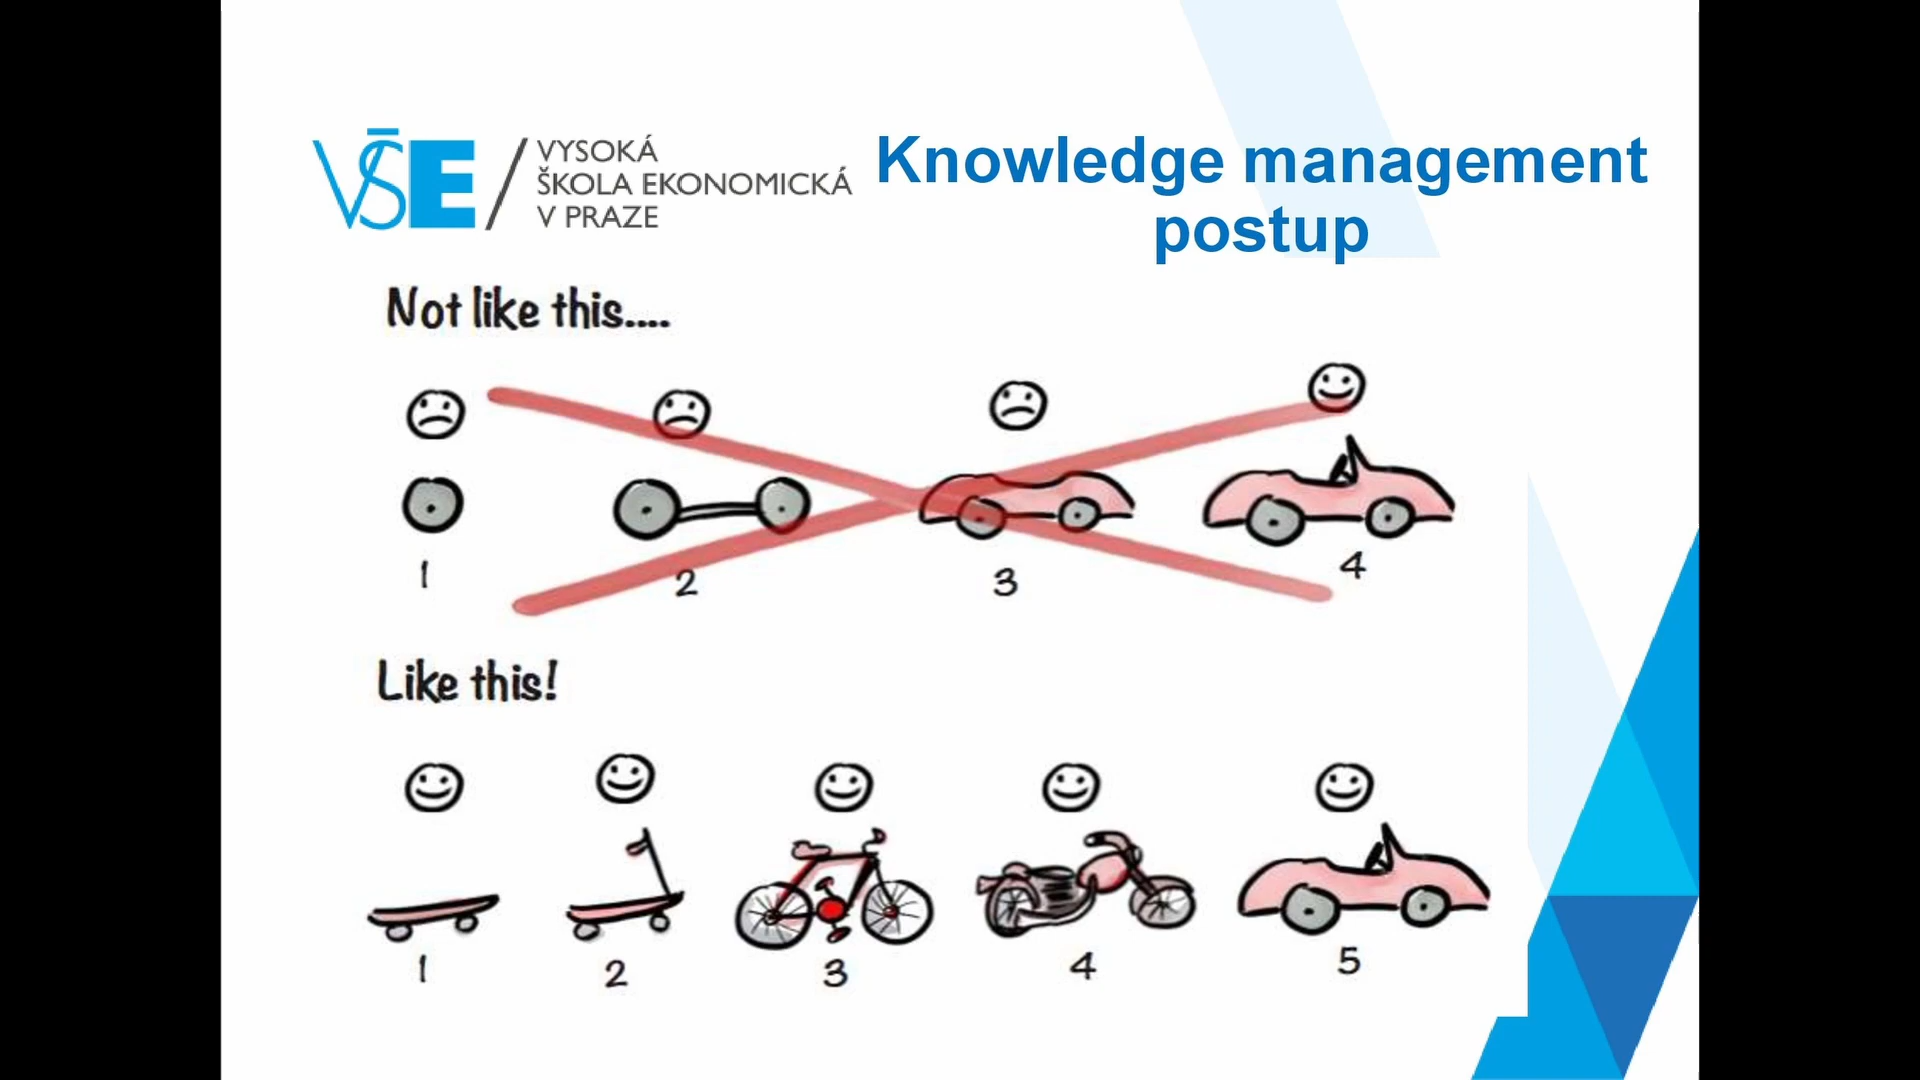 VŠE
VYSOKÁ
ŠKOLA EKONOMICKÁ
V PRAZE
Knowledge management
postup
Not like this....
1
2
3
4
Like this!
1
2
3
4
5